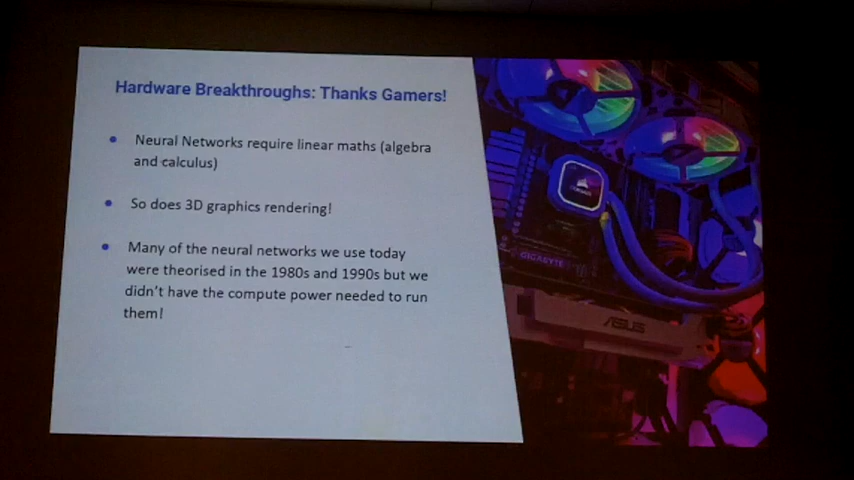 Hardware Breakthroughs: Thanks Gamers!
Neural Networks require linear maths (algebra
and calculus)
So does 3D graphics rendering!
Many of the neural networks we use today
were theorised in the 1980s and 1990s but we
didn't have the compute power needed to run
them!
CORSAIR
GIGABYTE
ASUS